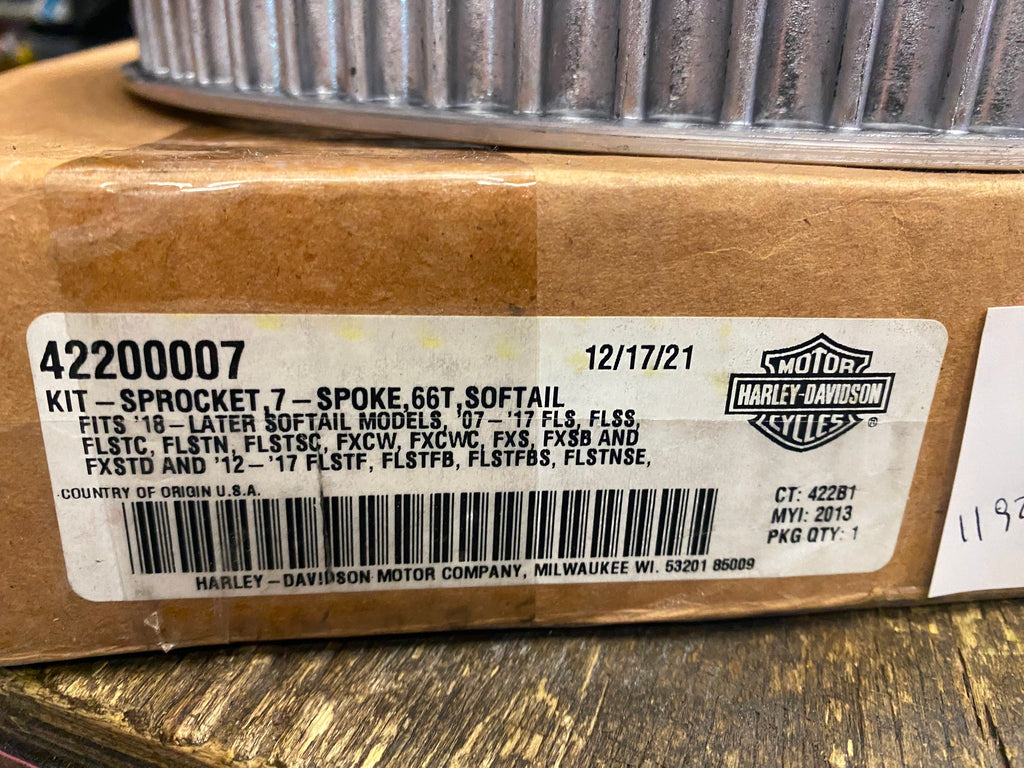 42200007
12/17/21
KIT-SPROCKET,7-SPOKE,66T,SOFTAIL
FITS '18-LATER SOFTAIL MODELS, '07-'17 FLS, FLSS,
FLSTC, FLSTN, FLSTSC, FXCW, FXCWC, FXS, FXSB AND
FXSTD AND '12-'17 FLSTF, FLSTFB, FLSTFBS, FLSTNSE,
COUNTRY OF ORIGIN U.S.A.
HARLEY-DAVIDSON MOTOR COMPANY, MILWAUKEE WI. 53201 85009
MOTOR
HARLEY-DAVIDSON
CYCLES
®
CT: 422B1
MYI: 2013
PKG QTY: 1